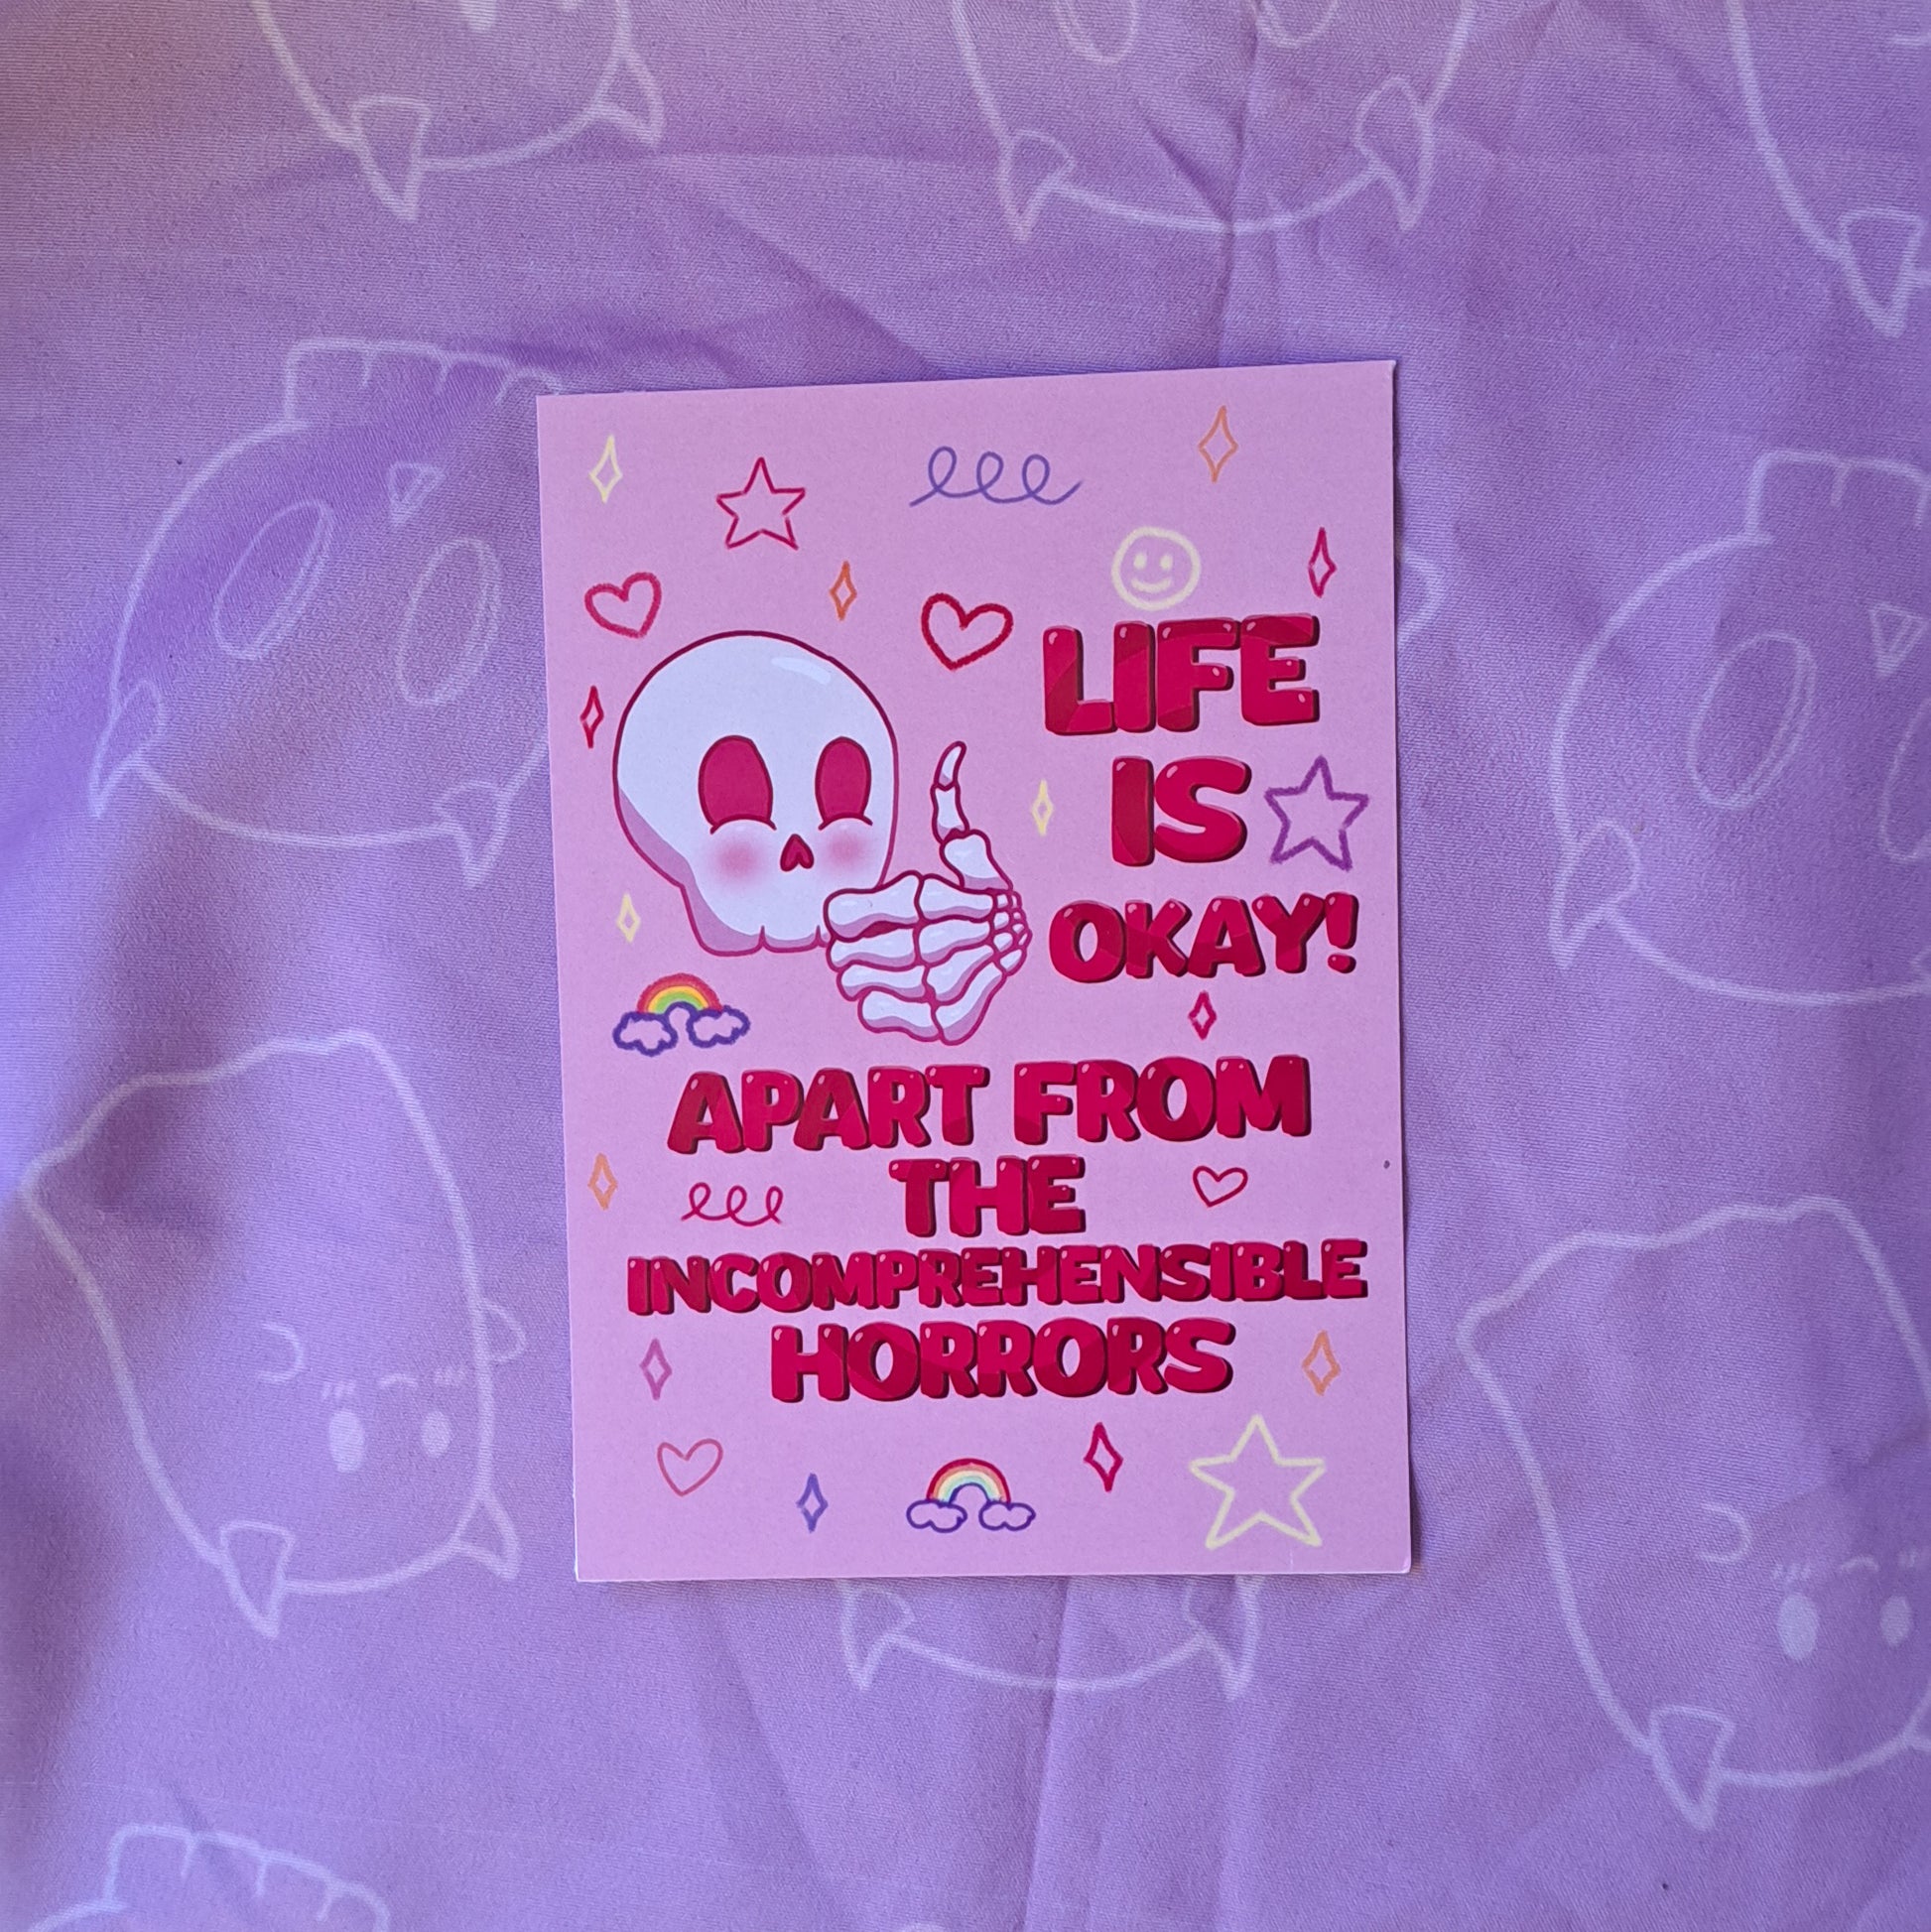 LIFE
IS
OKAY!
APART FROM
THE
INCOMPREHENSIBLE
HORRORS